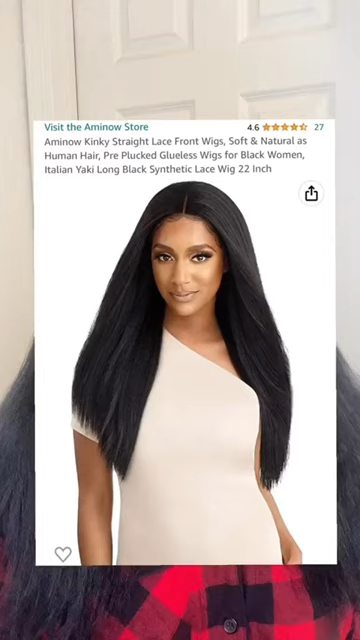 Visit the Aminow Store 4.6 27
Aminow Kinky Straight Lace Front Wigs, Soft & Natural as
Human Hair, Pre Plucked Glueless Wigs for Black Women,
Italian Yaki Long Black Synthetic Lace Wig 22 Inch